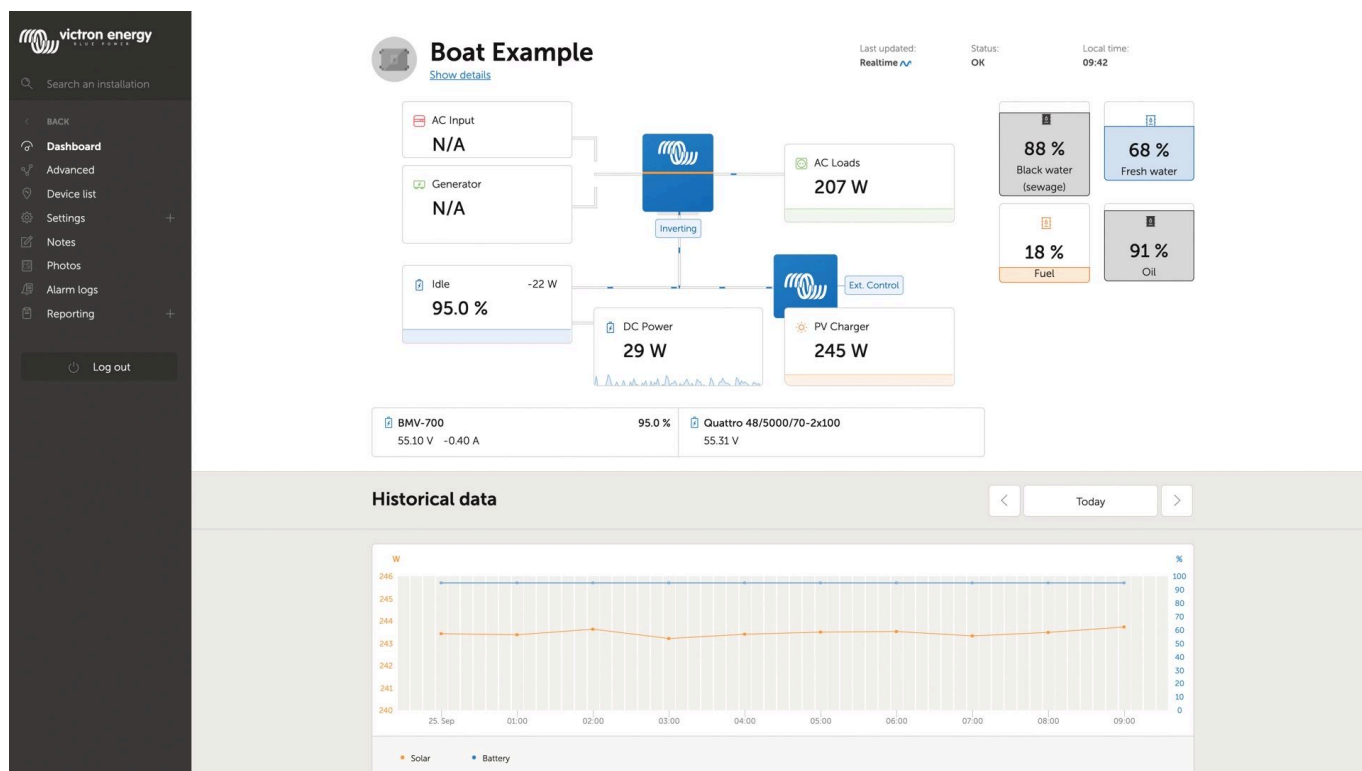 victron energy
BLUE POWER
Search an installation
BACK
Dashboard
Advanced
Device list
Settings
Notes
Photos
Alarm logs
Reporting
Log out
Boat Example
Show details
Last updated:
Realtime
Status:
OK
Local time:
09:42
AC Input
N/A
Generator
N/A
Inverting
AC Loads
207 W
Idle -22 W
95.0 %
Ext. Control
DC Power
29 W
PV Charger
245 W
88 %
Black water
(sewage)
68 %
Fresh water
18 %
Fuel
91 %
Oil
BMV-700 95.0 %
55.10 V -0.40 A
Quattro 48/5000/70-2x100
55.31 V
Historical data
Today
W %
246 100
245 90
80
244 70
60
243 50
40
242 30
241 20
10
240 0
25. Sep 01:00 02:00 03:00 04:00 05:00 06:00 07:00 08:00 09:00
Solar Battery